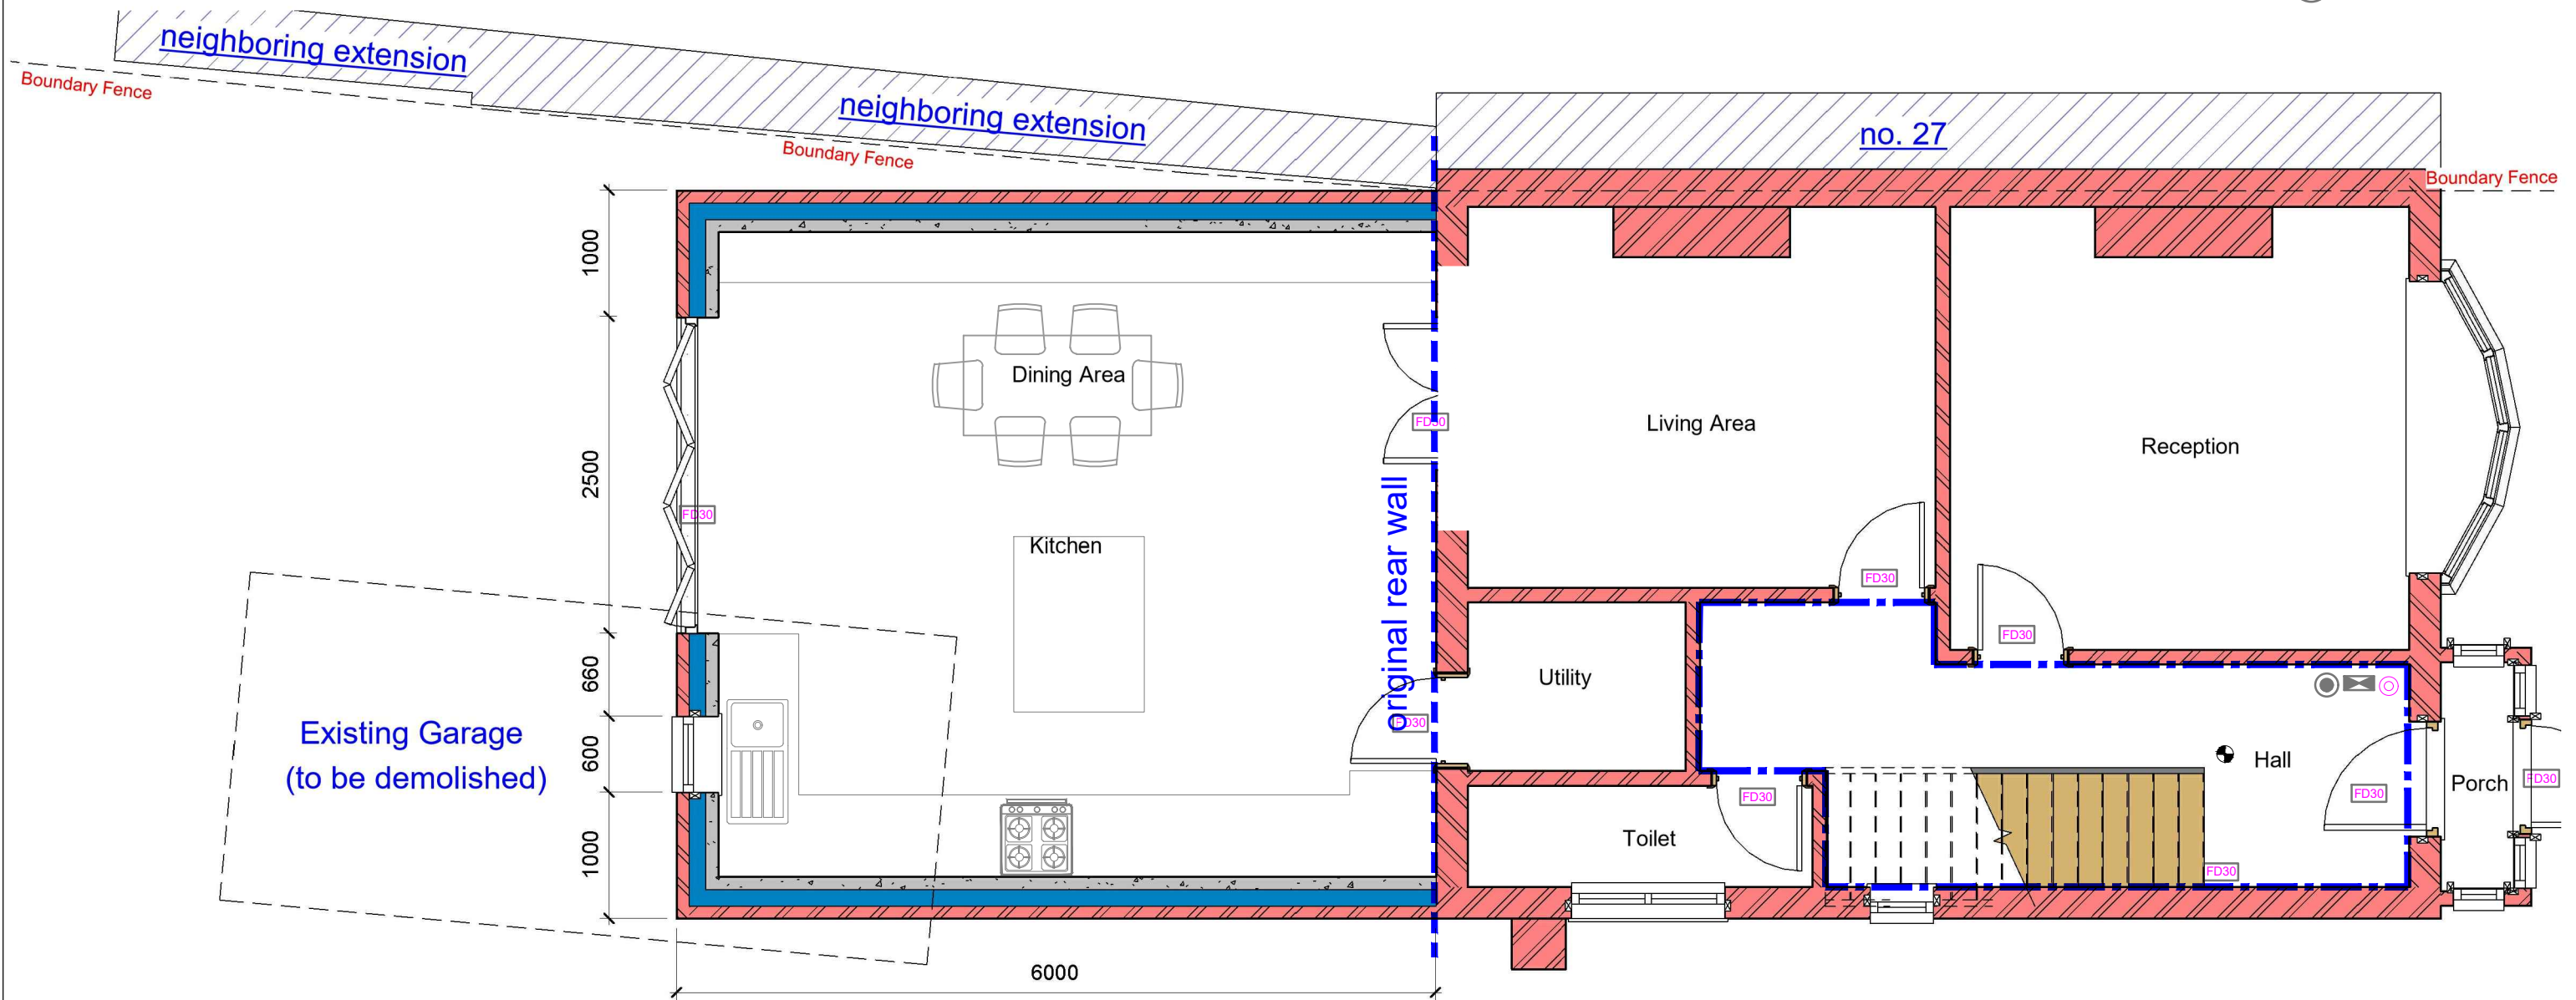 neighboring extension
Boundary Fence
neighboring extension
Boundary Fence
no. 27
Boundary Fence
1000
2500
660
600
1000
6000
Dining Area
Kitchen
FD30
FD30
original rear wall
FD30
Living Area
Reception
FD30
FD30
Utility
Toilet
FD30
Hall
FD30
FD30
Porch
FD30
Existing Garage
(to be demolished)